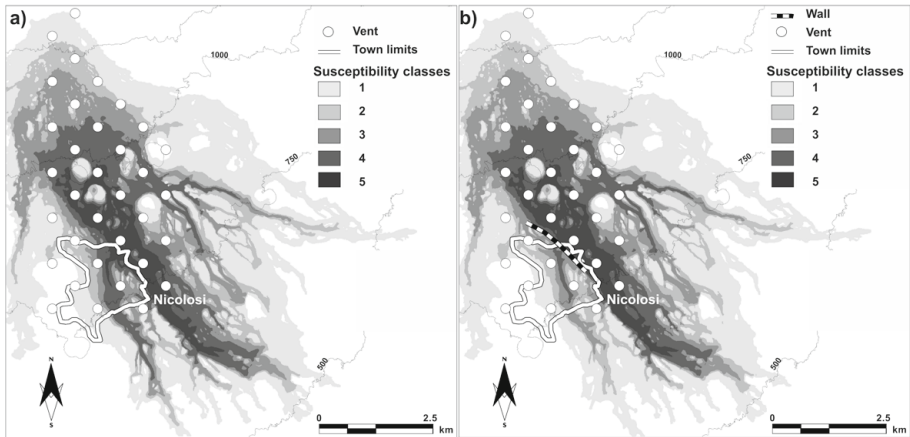 a)
Vent
Town limits
Susceptibility classes
1
2
3
4
5
1000
750
Nicolosi
500
N
S
0 2.5
km
b)
Wall
Vent
Town limits
Susceptibility classes
1
2
3
4
5
1000
750
Nicolosi
500
N
S
0 2.5
km